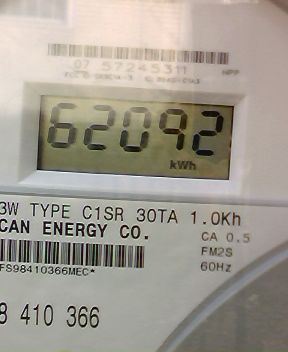 07 57245311
62092
kWh
3W TYPE C1SR 30TA 1.0Kh
CAN ENERGY CO.
CA 0.5
FM2S
60Hz
FS98410366MEC*
8 410 366